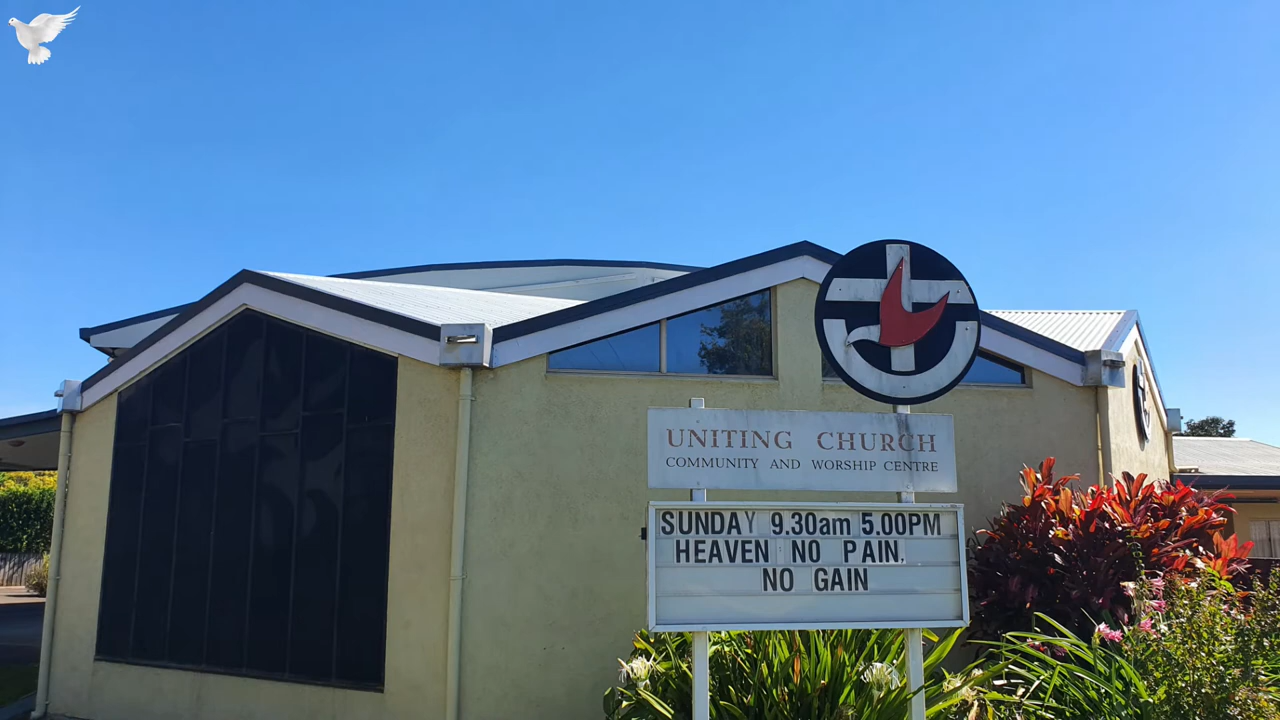 UNITING CHURCH
COMMUNITY AND WORSHIP CENTRE
SUNDAY 9.30am 5.00PM
HEAVEN NO PAIN.
NO GAIN